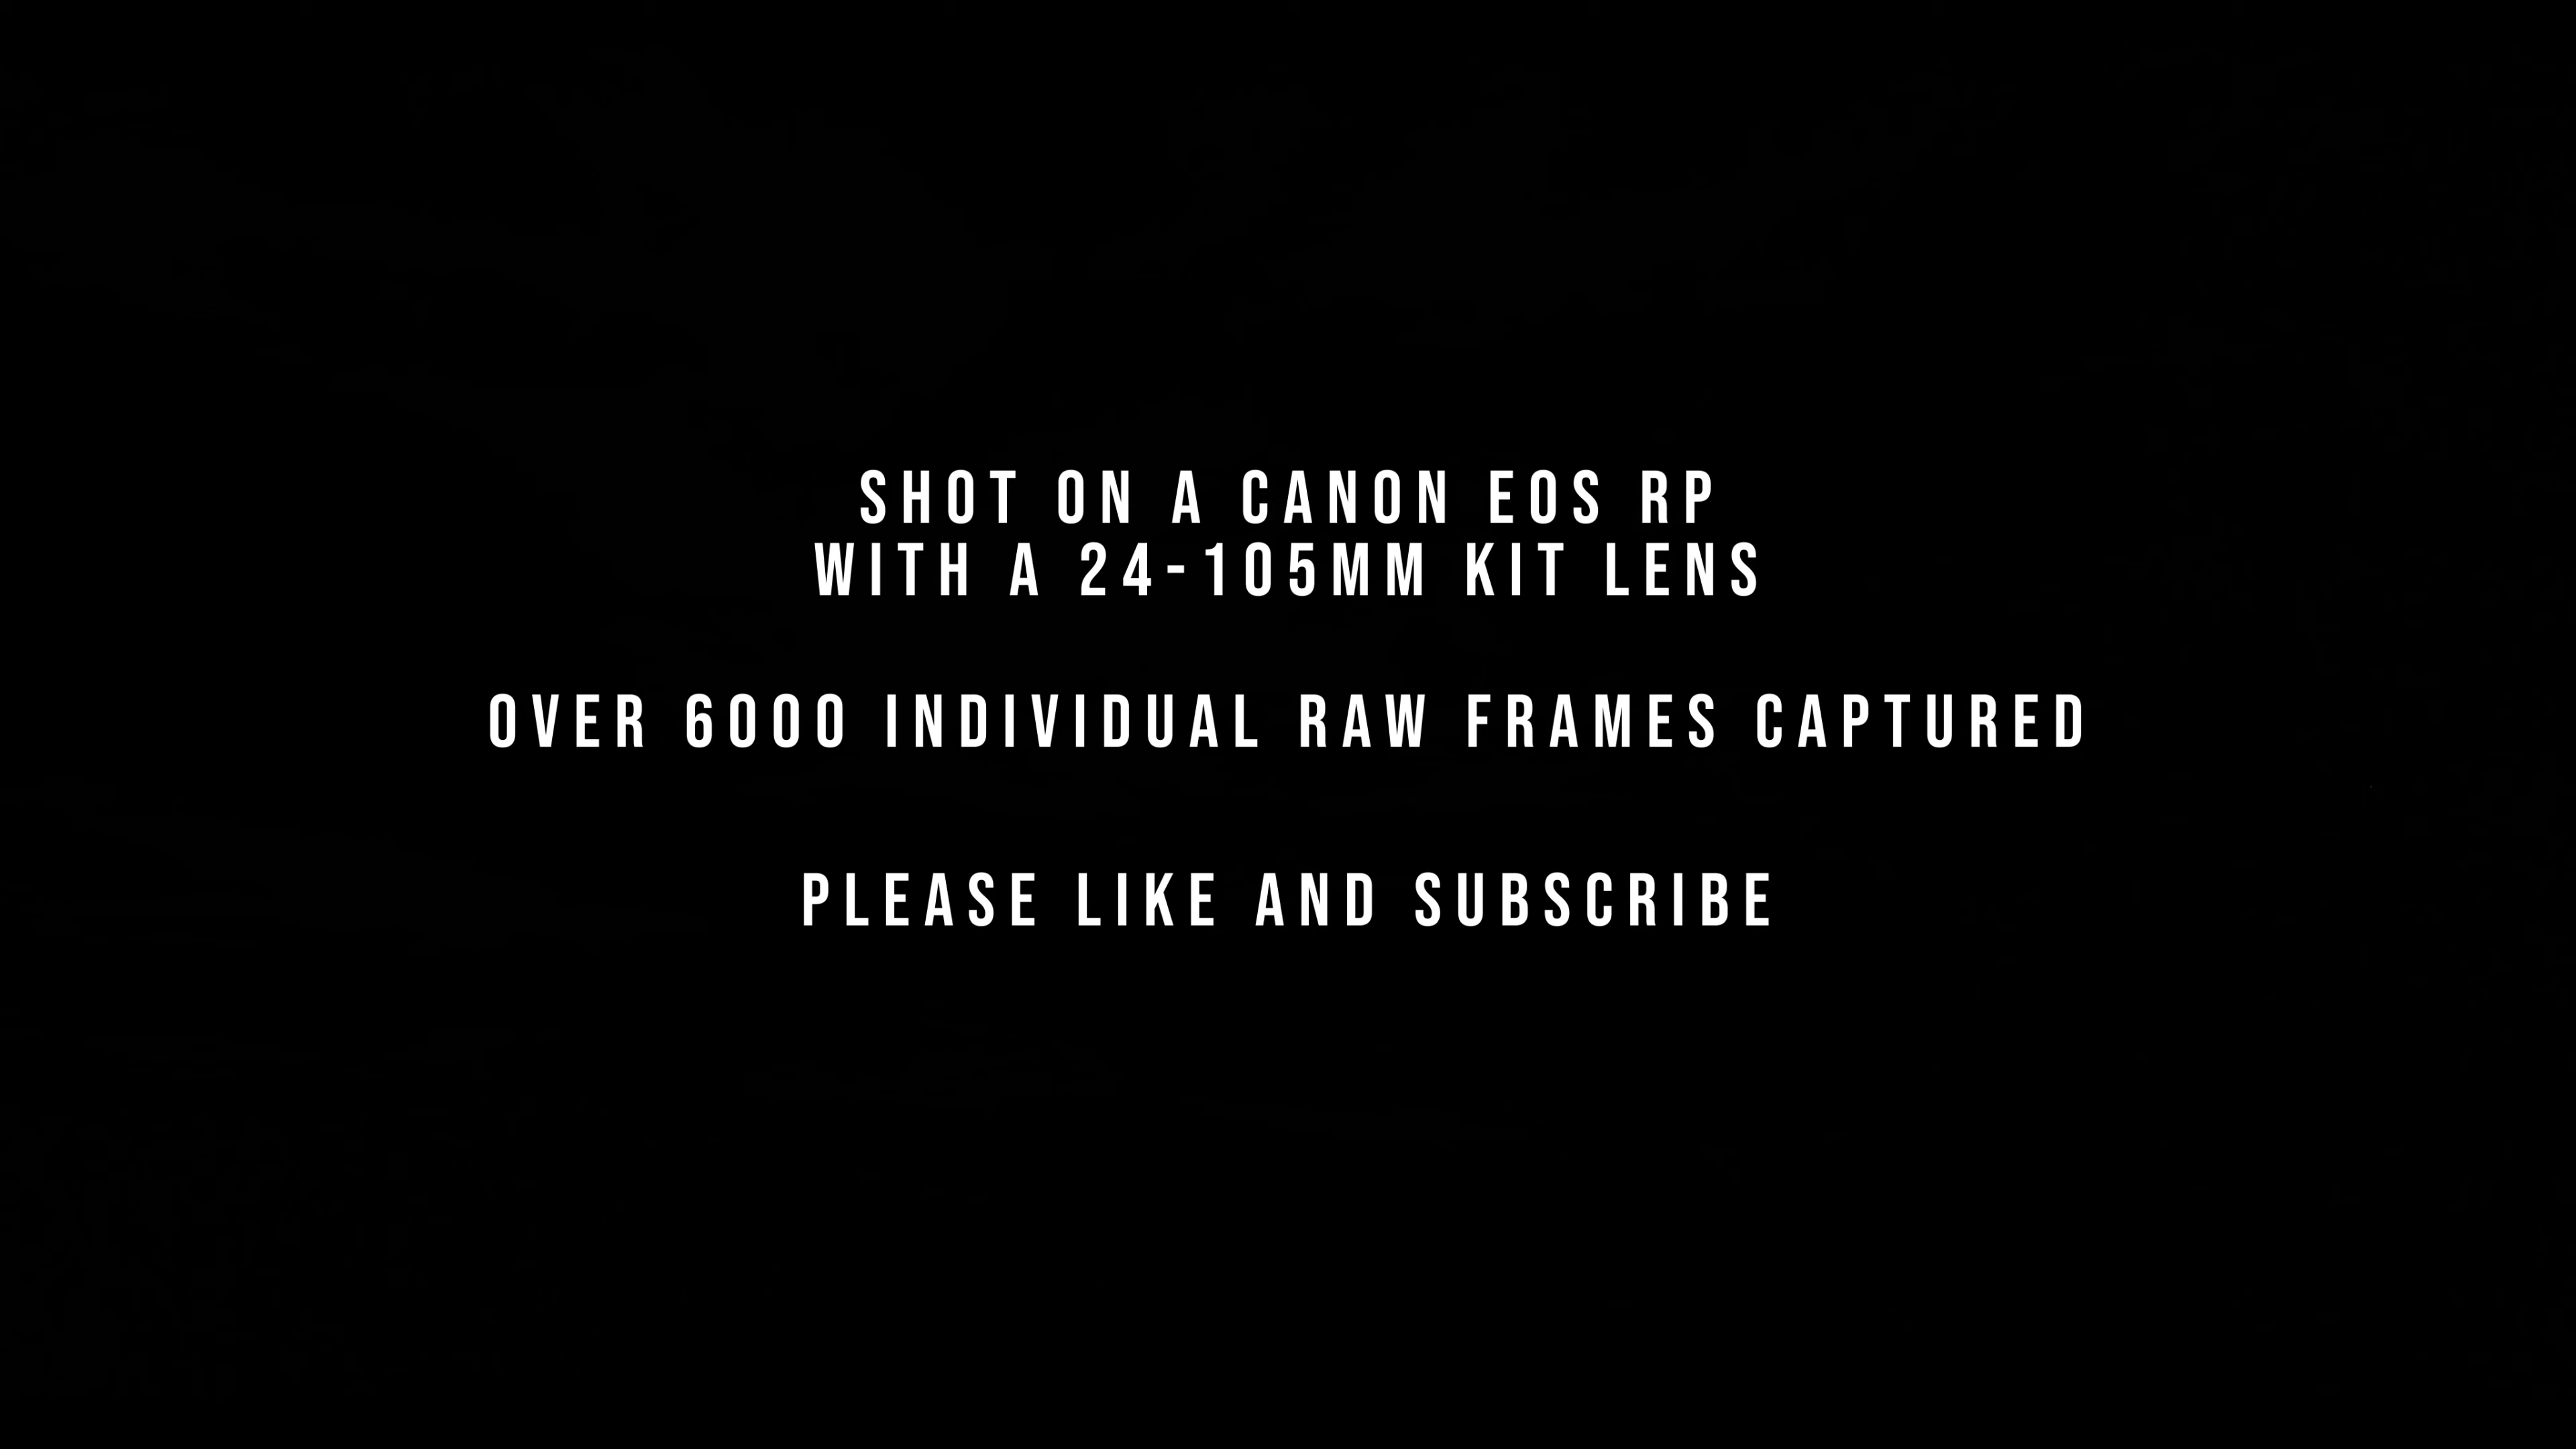 SHOT ON A CANON EOS RP
WITH A 24-105MM KIT LENS
OVER 6000 INDIVIDUAL RAW FRAMES CAPTURED
PLEASE LIKE AND SUBSCRIBE